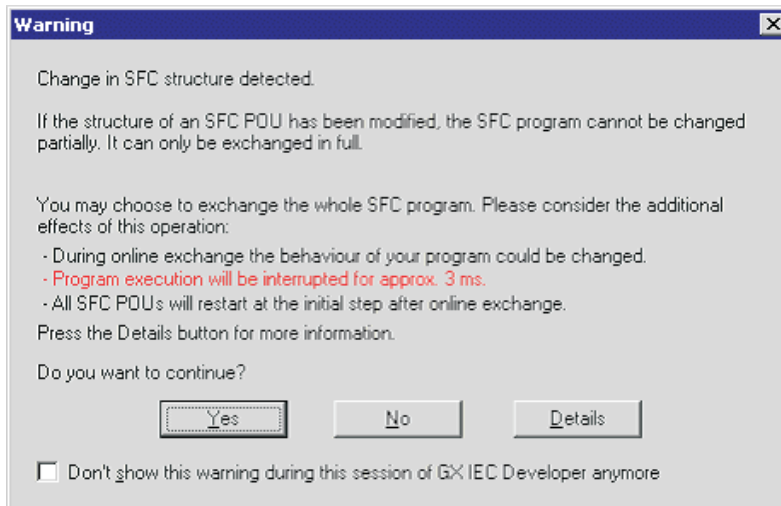 Warning
Change in SFC structure detected.
If the structure of an SFC POU has been modified, the SFC program cannot be changed
partially. It can only be exchanged in full.
You may choose to exchange the whole SFC program. Please consider the additional
effects of this operation:
- During online exchange the behaviour of your program could be changed.
- Program execution will be interrupted for approx. 3 ms.
- All SFC POUs will restart at the initial step after online exchange.
Press the Details button for more information.
Do you want to continue?
Yes No Details
Don't show this warning during this session of GX IEC Developer anymore